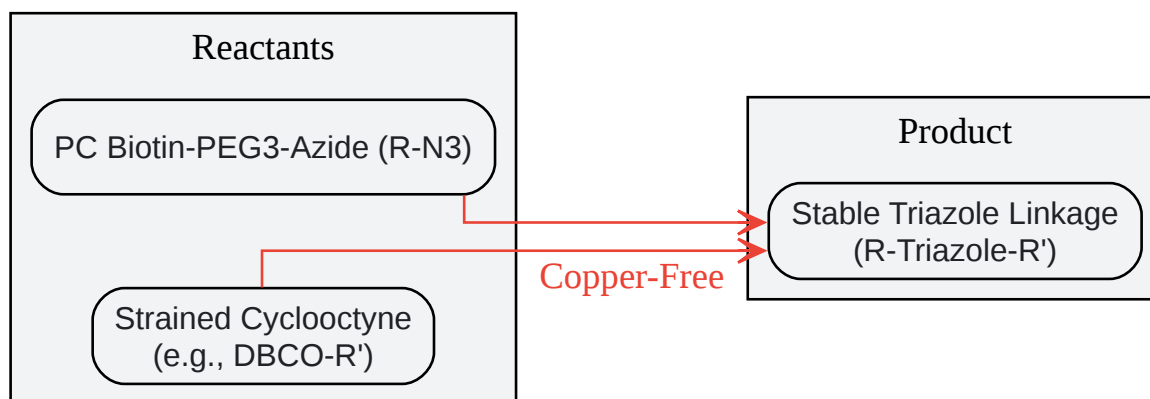 Reactants
PC Biotin-PEG3-Azide (R-N3)
Strained Cyclooctyne
(e.g., DBCO-R')
Copper-Free
Product
Stable Triazole Linkage
(R-Triazole-R')